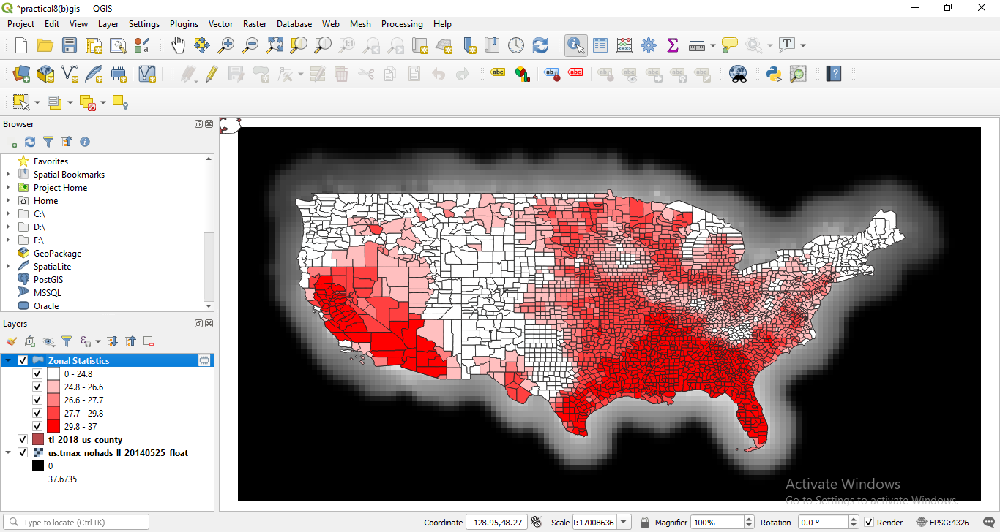 *practical8(b)gis — QGIS
Project Edit View Layer Settings Plugins Vector Raster Database Web Mesh Processing Help
Browser
Favorites
Spatial Bookmarks
Project Home
Home
C:\
D:\
E:\
GeoPackage
SpatiaLite
PostGIS
MSSQL
Oracle
Layers
Zonal Statistics
0 - 24.8
24.8 - 26.6
26.6 - 27.7
27.7 - 29.8
29.8 - 37
tl_2018_us_county
us.tmax_nohads_ll_20140525_float
0
37.6735
Activate Windows
Go to Settings to activate Windows.
Type to locate (Ctrl+K) Coordinate -128.95,48.27 Scale 1:17008636 Magnifier 100% Rotation 0.0 ° Render EPSG:4326